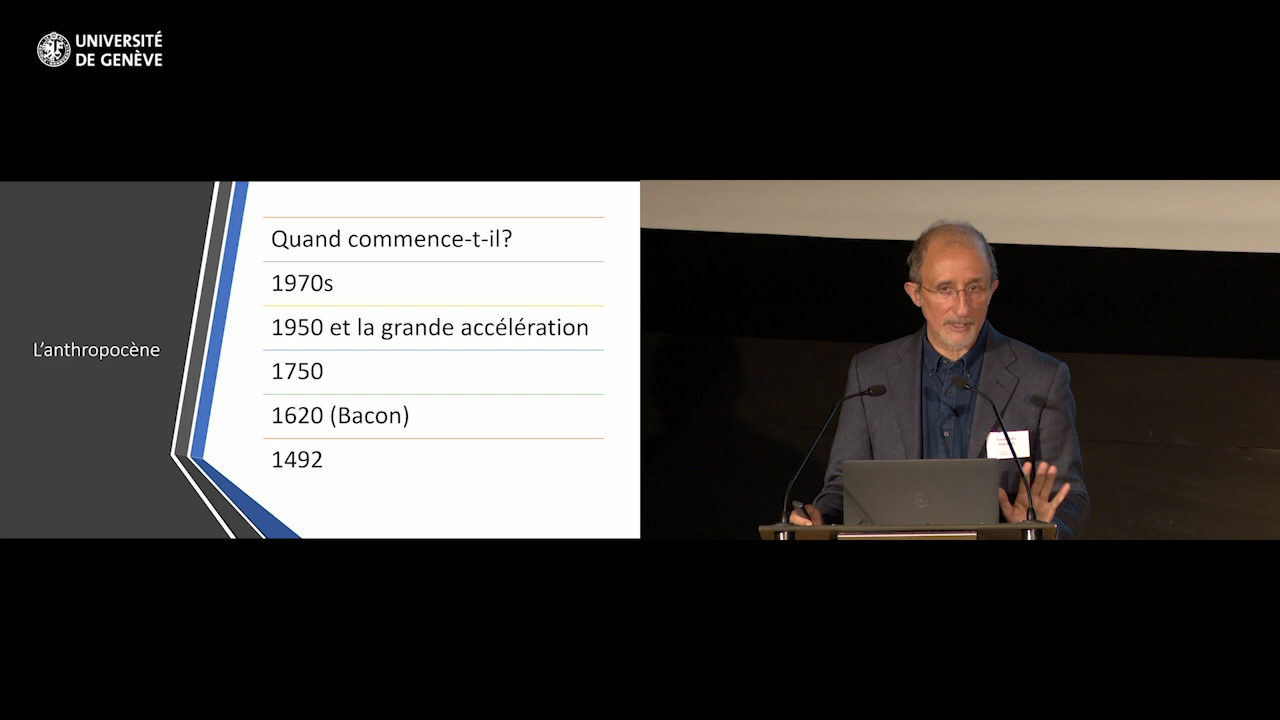 UNIVERSITÉ
DE GENÈVE
L'anthropocène
Quand commence-t-il?
1970s
1950 et la grande accélération
1750
1620 (Bacon)
1492